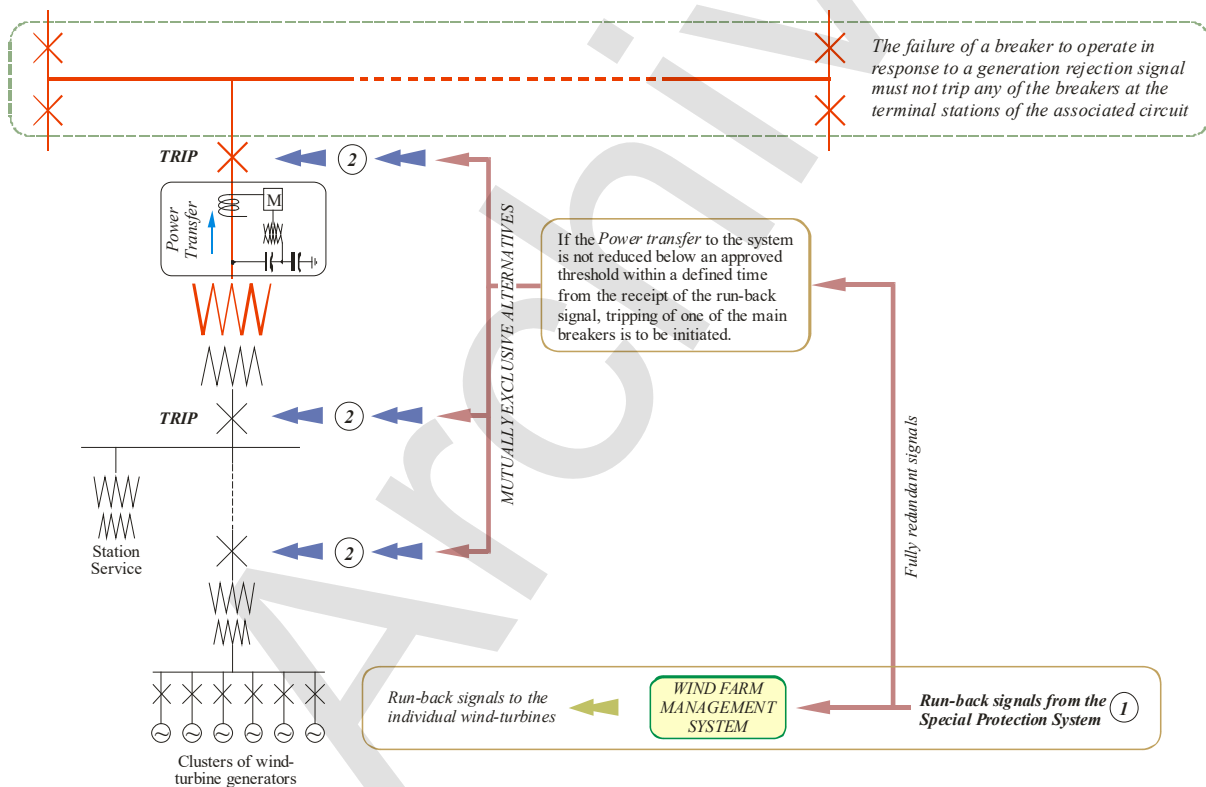 The failure of a breaker to operate in
response to a generation rejection signal
must not trip any of the breakers at the
terminal stations of the associated circuit
TRIP
2
Power
Transfer
M
MUTUALLY EXCLUSIVE ALTERNATIVES
If the Power transfer to the system
is not reduced below an approved
threshold within a defined time
from the receipt of the run-back
signal, tripping of one of the main
breakers is to be initiated.
TRIP
2
Fully redundant signals
Station
Service
2
Run-back signals to the
individual wind-turbines
WIND FARM
MANAGEMENT
SYSTEM
Run-back signals from the
Special Protection System
1
Clusters of wind-
turbine generators
Archiv